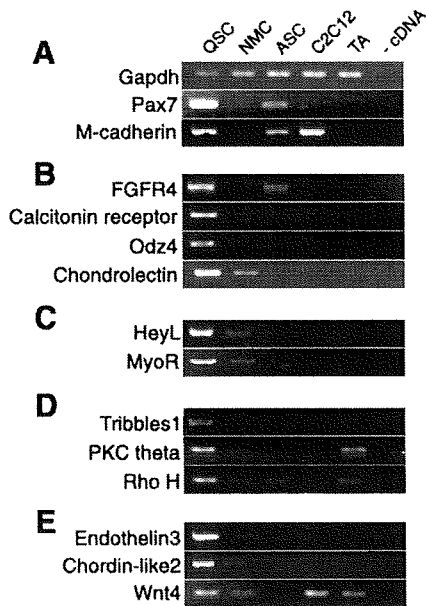 QSC NMC ASC C2C12 TA - cDNA
A
Gapdh
Pax7
M-cadherin
B
FGFR4
Calcitonin receptor
Odz4
Chondrolectin
C
HeyL
MyoR
D
Tribbles1
PKC theta
Rho H
E
Endothelin3
Chordin-like2
Wnt4